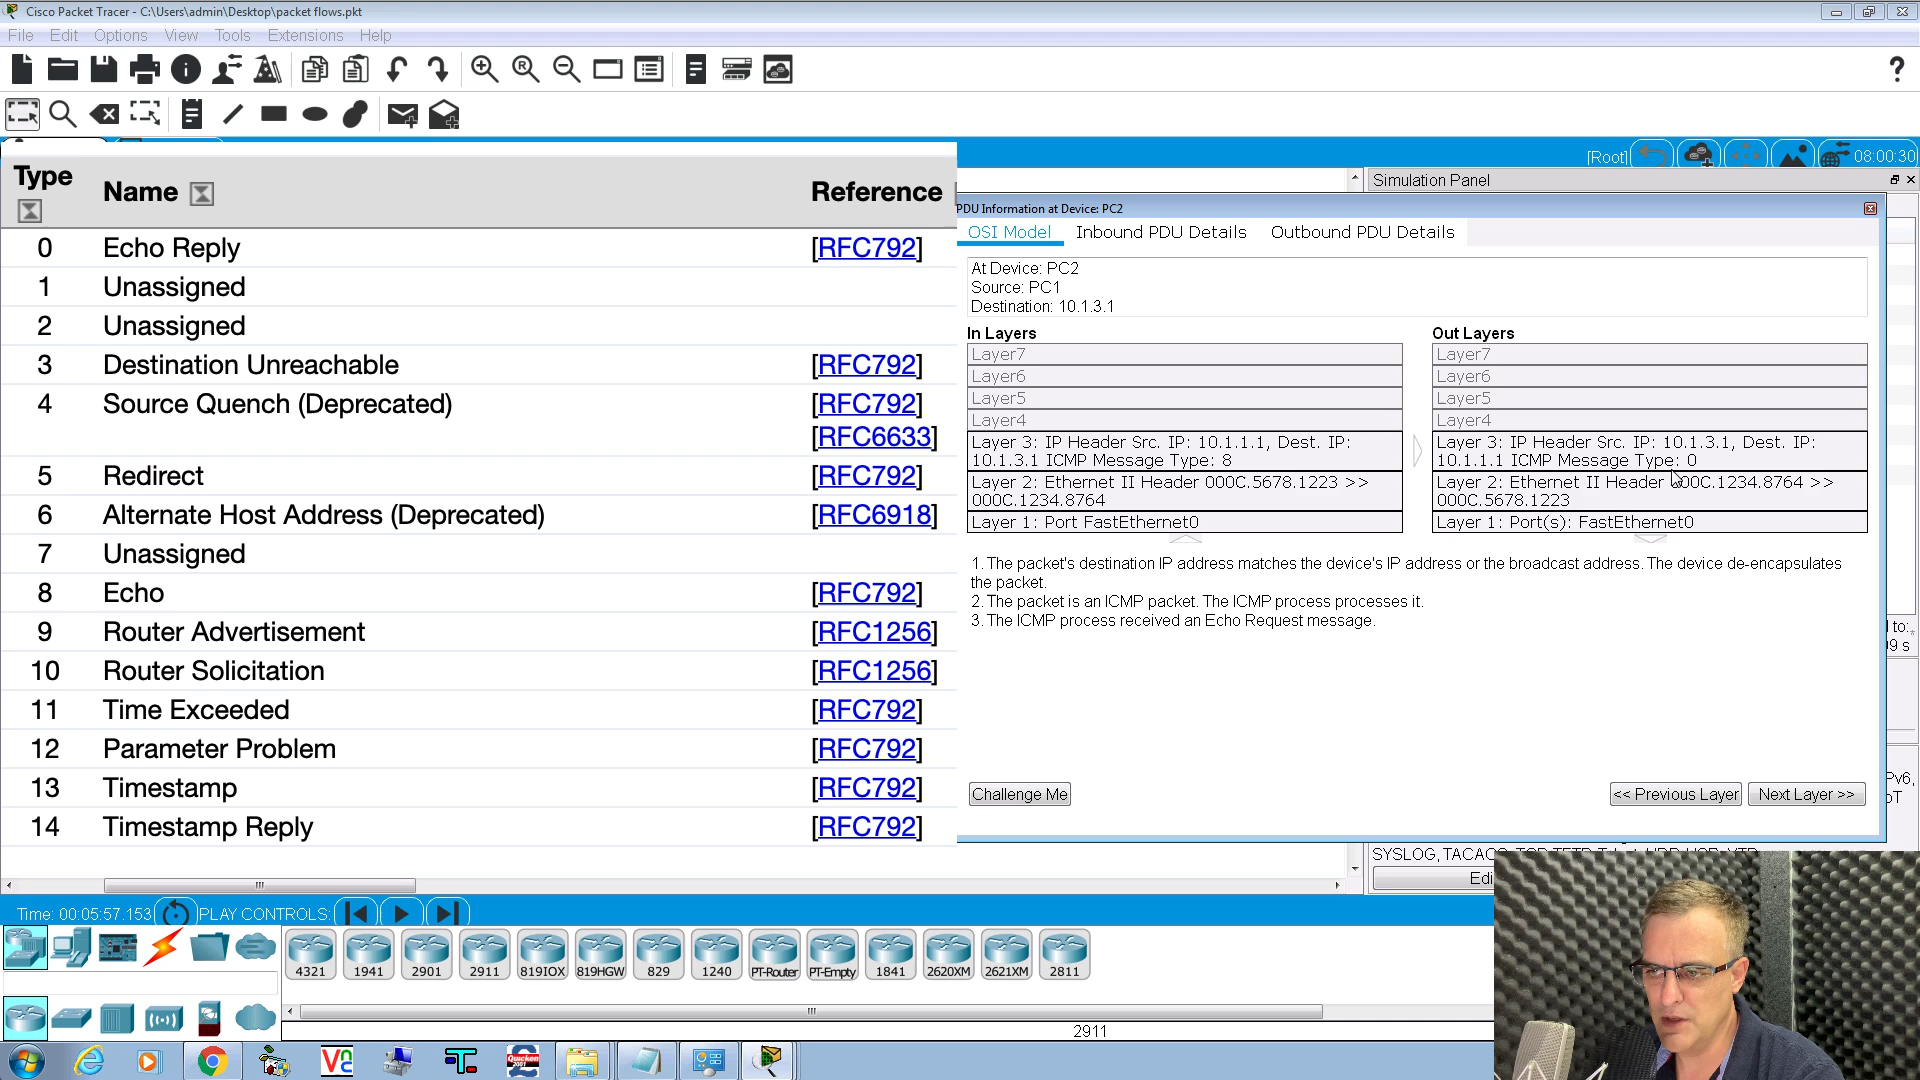 Cisco Packet Tracer - C:\Users\admin\Desktop\packet flows.pkt
File Edit Options View Tools Extensions Help
[Root]
08:00:30
Simulation Panel
Type Name Reference
0 Echo Reply [RFC792]
1 Unassigned
2 Unassigned
3 Destination Unreachable [RFC792]
4 Source Quench (Deprecated) [RFC792]
[RFC6633]
5 Redirect [RFC792]
6 Alternate Host Address (Deprecated) [RFC6918]
7 Unassigned
8 Echo [RFC792]
9 Router Advertisement [RFC1256]
10 Router Solicitation [RFC1256]
11 Time Exceeded [RFC792]
12 Parameter Problem [RFC792]
13 Timestamp [RFC792]
14 Timestamp Reply [RFC792]
PDU Information at Device: PC2
OSI Model Inbound PDU Details Outbound PDU Details
At Device: PC2
Source: PC1
Destination: 10.1.3.1
In Layers
Layer7
Layer6
Layer5
Layer4
Layer 3: IP Header Src. IP: 10.1.1.1, Dest. IP:
10.1.3.1 ICMP Message Type: 8
Layer 2: Ethernet II Header 000C.5678.1223 >>
000C.1234.8764
Layer 1: Port FastEthernet0
Out Layers
Layer7
Layer6
Layer5
Layer4
Layer 3: IP Header Src. IP: 10.1.3.1, Dest. IP:
10.1.1.1 ICMP Message Type: 0
Layer 2: Ethernet II Header 000C.1234.8764 >>
000C.5678.1223
Layer 1: Port(s): FastEthernet0
1. The packet's destination IP address matches the device's IP address or the broadcast address. The device de-encapsulates
the packet.
2. The packet is an ICMP packet. The ICMP process processes it.
3. The ICMP process received an Echo Request message.
Challenge Me
<< Previous Layer
Next Layer >>
to:
9 s
Pv6,
oT
Time: 00:05:57.153
PLAY CONTROLS:
4321 1941 2901 2911 819IOX 819HGW 829 1240 PT-Router PT-Empty 1841 2620XM 2621XM 2811
2911
Quicken
2001